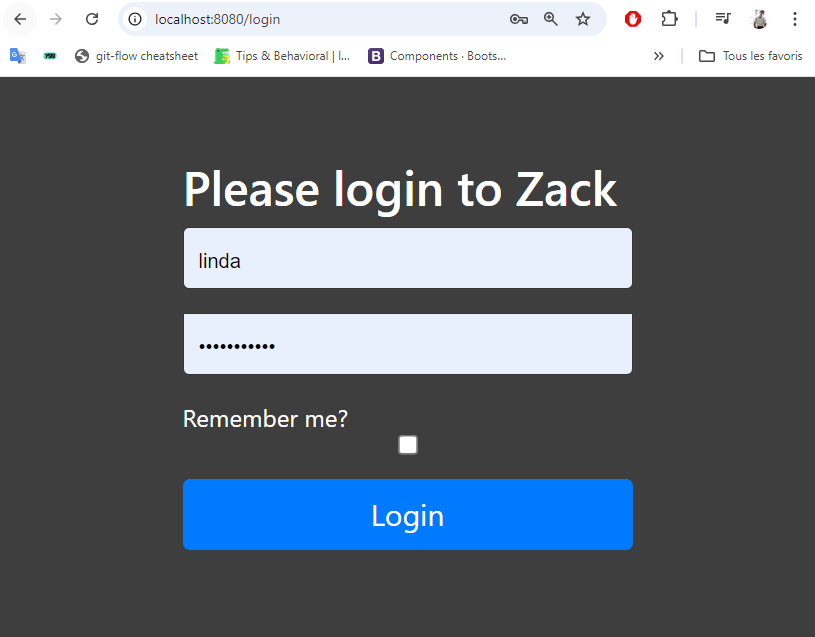 localhost:8080/login
git-flow cheatsheet
Tips & Behavioral | I...
B
Components · Boots...
Tous les favoris
Please login to Zack
linda
•••••••••••
Remember me?
Login